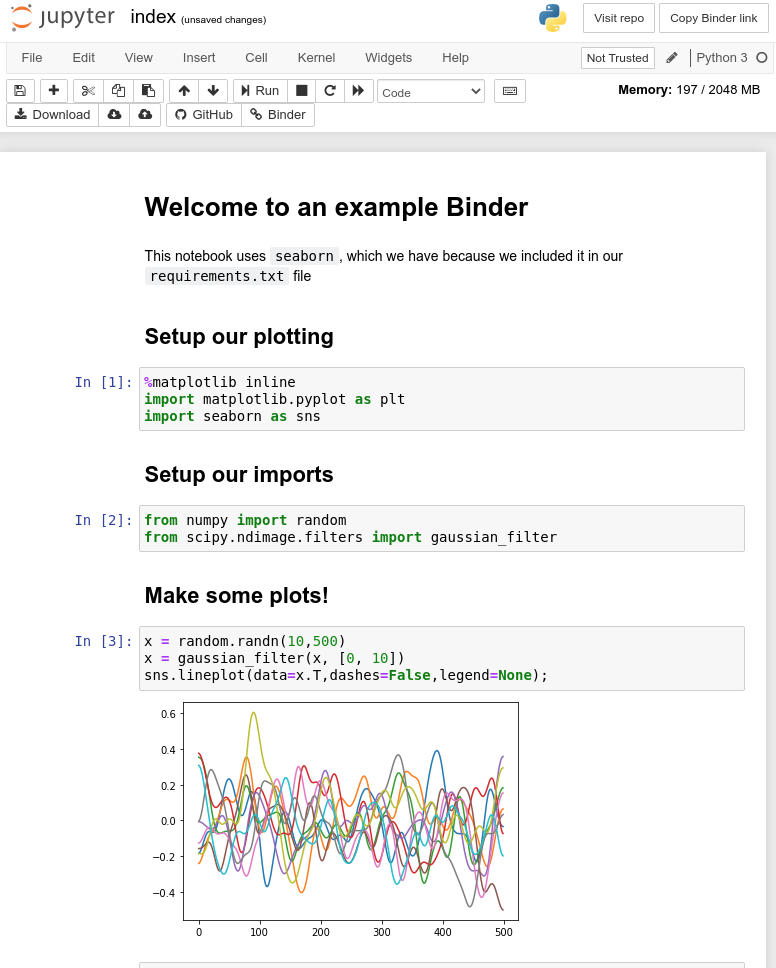 jupyter index (unsaved changes) Visit repo Copy Binder link
File Edit View Insert Cell Kernel Widgets Help Not Trusted Python 3
Run Code Memory: 197 / 2048 MB
Download GitHub Binder
Welcome to an example Binder
This notebook uses seaborn, which we have because we included it in our
requirements.txt file
Setup our plotting
In [1]: %matplotlib inline
import matplotlib.pyplot as plt
import seaborn as sns
Setup our imports
In [2]: from numpy import random
from scipy.ndimage.filters import gaussian_filter
Make some plots!
In [3]: x = random.randn(10,500)
x = gaussian_filter(x, [0, 10])
sns.lineplot(data=x.T,dashes=False,legend=None);
0.6
0.4
0.2
0.0
−0.2
−0.4
0 100 200 300 400 500